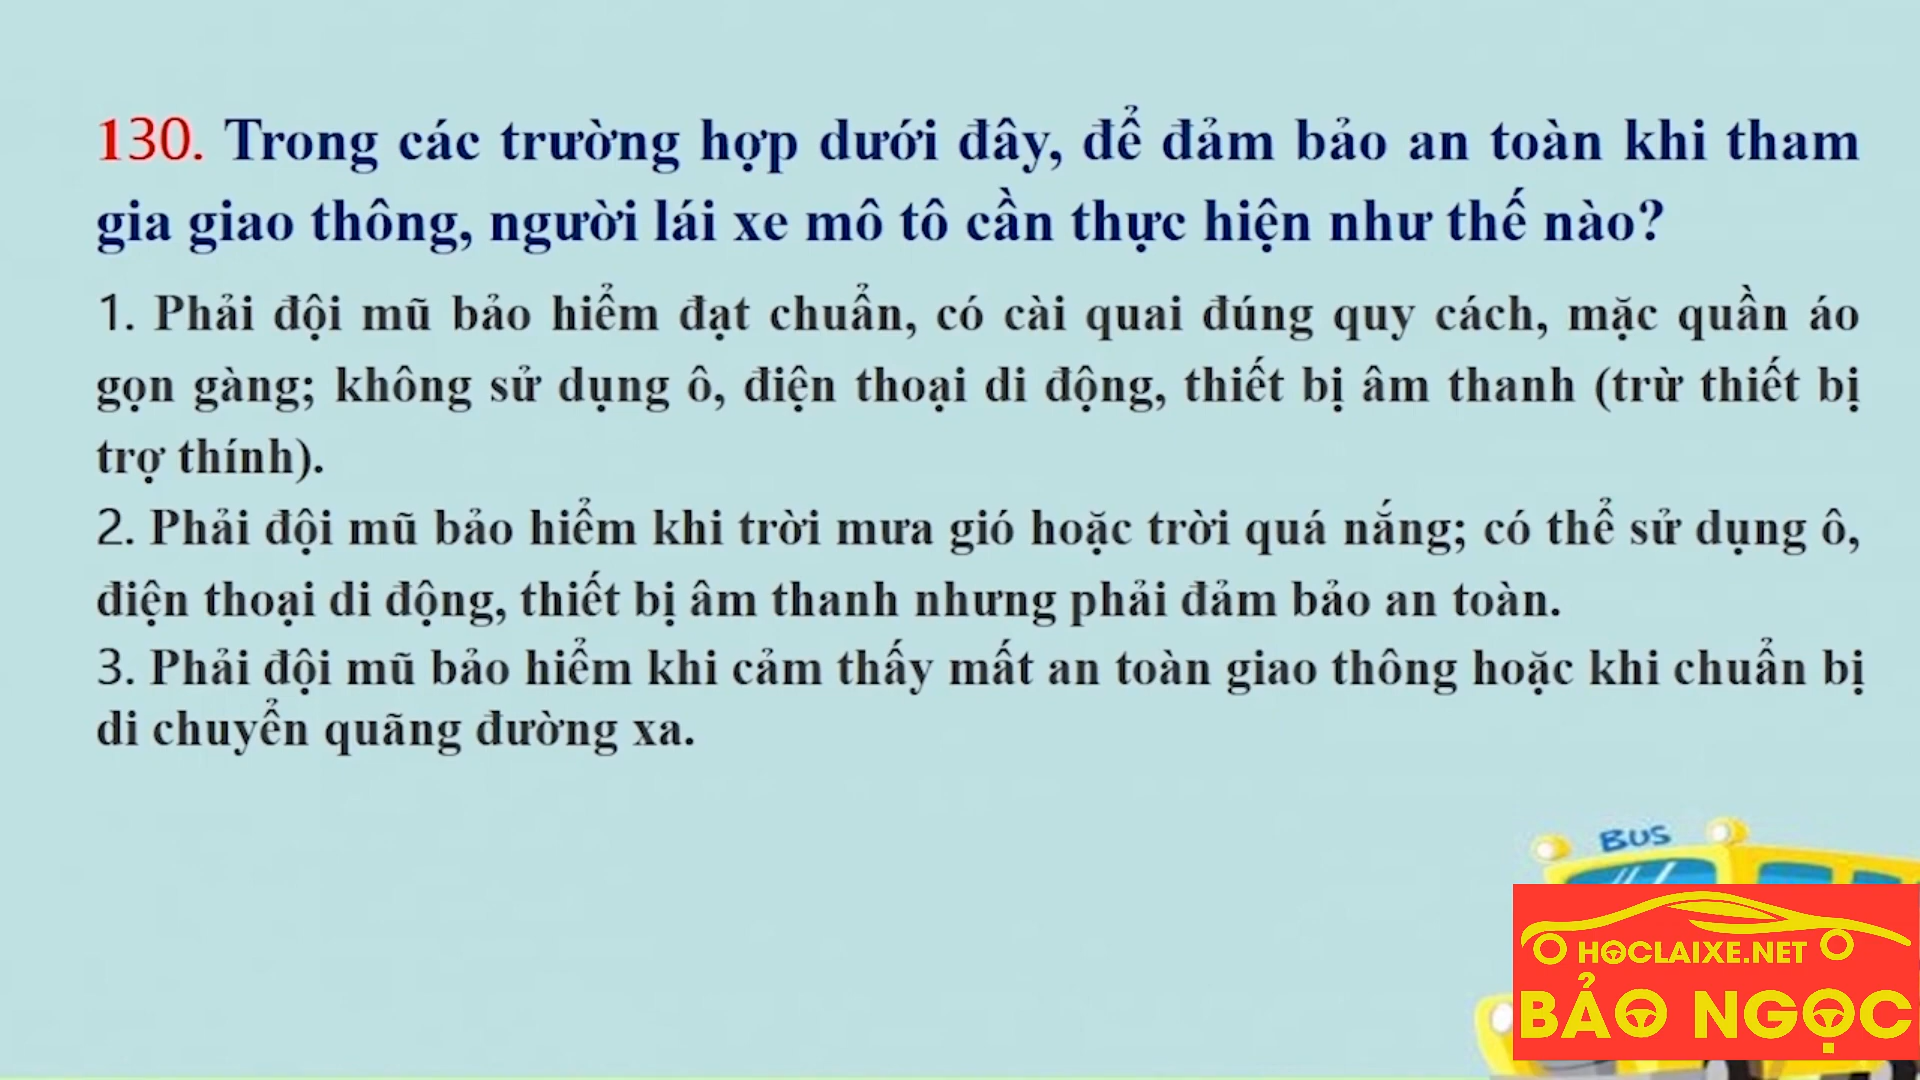 130. Trong các trường hợp dưới đây, để đảm bảo an toàn khi tham
gia giao thông, người lái xe mô tô cần thực hiện như thế nào?
1. Phải đội mũ bảo hiểm đạt chuẩn, có cài quai đúng quy cách, mặc quần áo
gọn gàng; không sử dụng ô, điện thoại di động, thiết bị âm thanh (trừ thiết bị
trợ thính).
2. Phải đội mũ bảo hiểm khi trời mưa gió hoặc trời quá nắng; có thể sử dụng ô,
điện thoại di động, thiết bị âm thanh nhưng phải đảm bảo an toàn.
3. Phải đội mũ bảo hiểm khi cảm thấy mất an toàn giao thông hoặc khi chuẩn bị
di chuyển quãng đường xa.
BUS
HOCLAIXE.NET
BẢO NGỌC